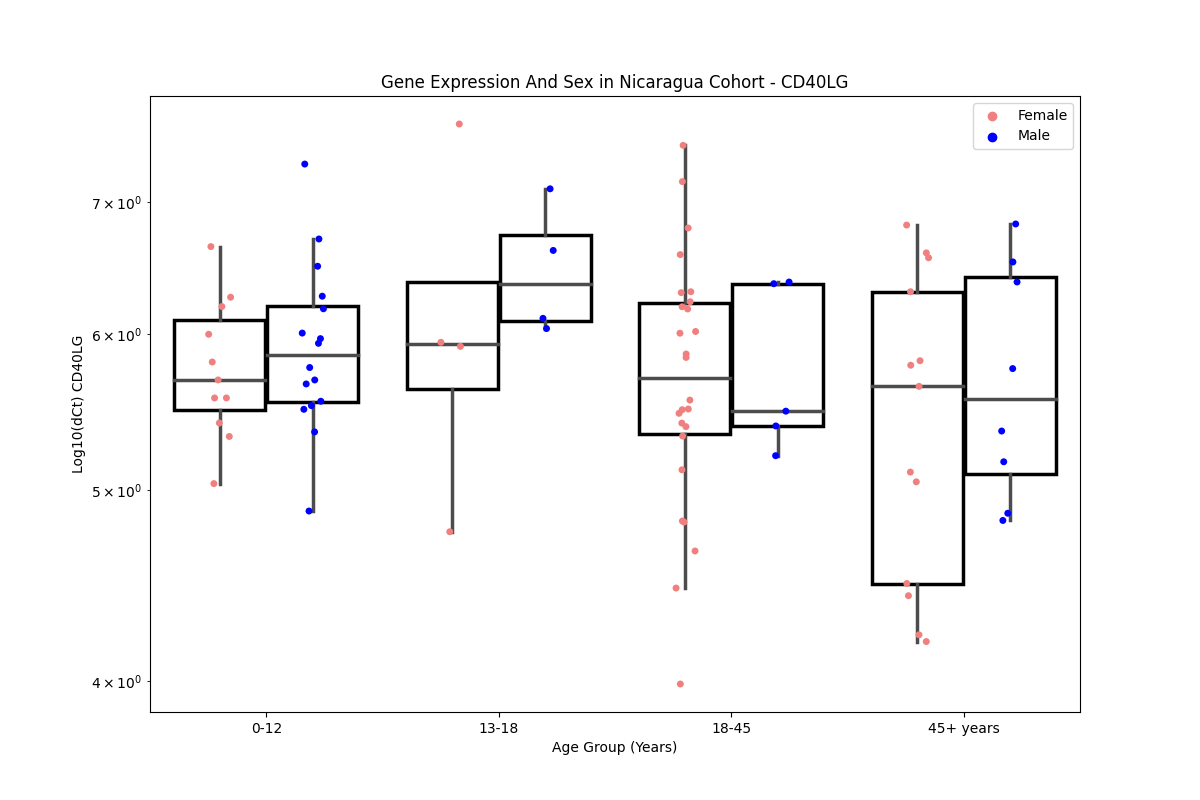 Gene Expression And Sex in Nicaragua Cohort - CD40LG
Female
Male
Log10(dCt) CD40LG
7 × 10⁰
6 × 10⁰
5 × 10⁰
4 × 10⁰
0-12
13-18
18-45
45+ years
Age Group (Years)